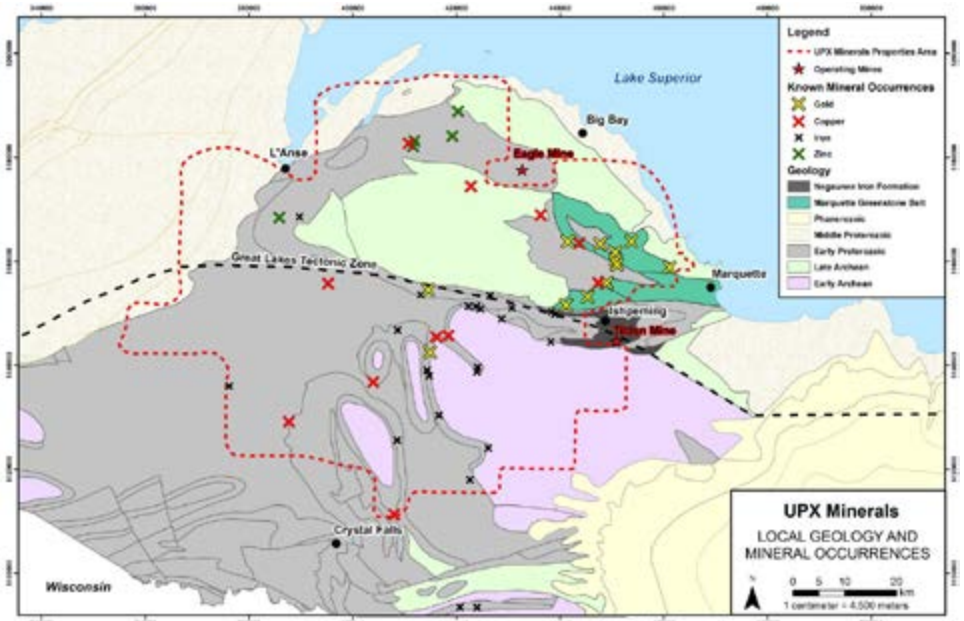 Lake Superior
Big Bay
L'Anse
Eagle Mine
Great Lakes Tectonic Zone
Marquette
Ishpeming
Tilden Mine
Crystal Falls
Wisconsin
Legend
UPX Minerals Properties Area
Operating Mines
Known Mineral Occurrences
Gold
Copper
Iron
Zinc
Geology
Negaunee Iron Formation
Marquette Greenstone Belt
Phanerozoic
Middle Proterozoic
Early Proterozoic
Late Archean
Early Archean
UPX Minerals
LOCAL GEOLOGY AND
MINERAL OCCURRENCES
N
0 5 10 20
km
1 centimeter = 4,500 meters